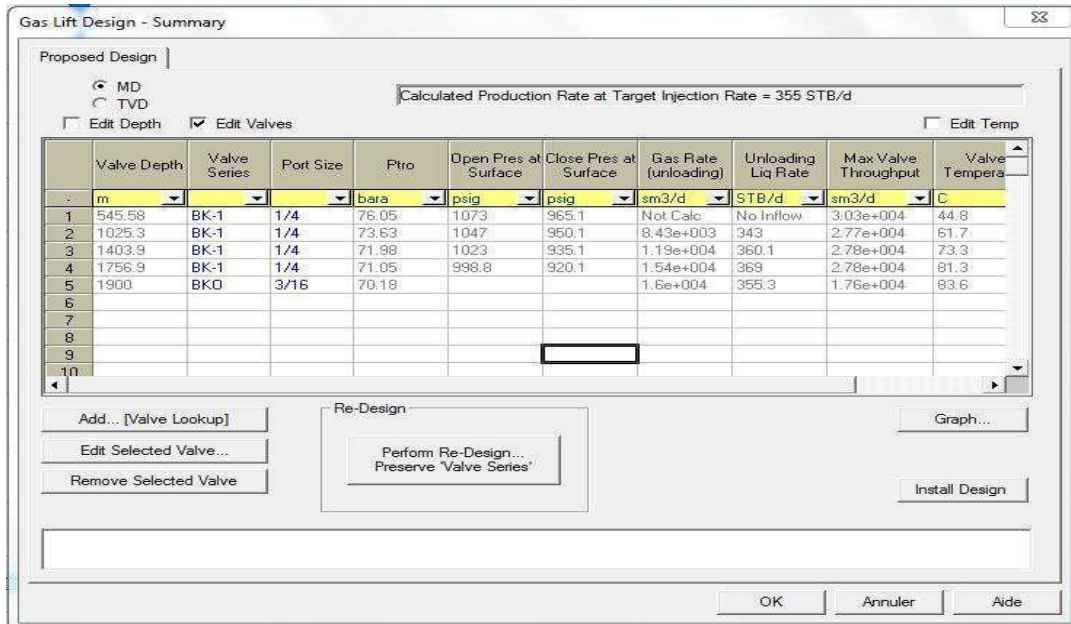 Gas Lift Design - Summary
Proposed Design
MD
TVD
Calculated Production Rate at Target Injection Rate = 355 STB/d
Edit Depth Edit Valves Edit Temp
Valve Depth Valve Series Port Size Ptro Open Pres at Surface Close Pres at Surface Gas Rate (unloading) Unloading Liq Rate Max Valve Throughput Valve Tempera
m bara psig psig sm3/d STB/d sm3/d C
1 545.58 BK-1 1/4 76.05 1073 965.1 Not Calc No Inflow 3.03e+004 44.8
2 1025.3 BK-1 1/4 73.63 1047 950.1 8.43e+003 343 2.77e+004 61.7
3 1403.9 BK-1 1/4 71.98 1023 935.1 1.19e+004 360.1 2.78e+004 73.3
4 1756.9 BK-1 1/4 71.05 998.8 920.1 1.54e+004 369 2.78e+004 81.3
5 1900 BKO 3/16 70.18 1.6e+004 355.3 1.76e+004 83.6
6
7
8
9
10
Add... [Valve Lookup]
Edit Selected Valve...
Remove Selected Valve
Re-Design
Perform Re-Design...
Preserve 'Valve Series'
Graph...
Install Design
OK Annuler Aide